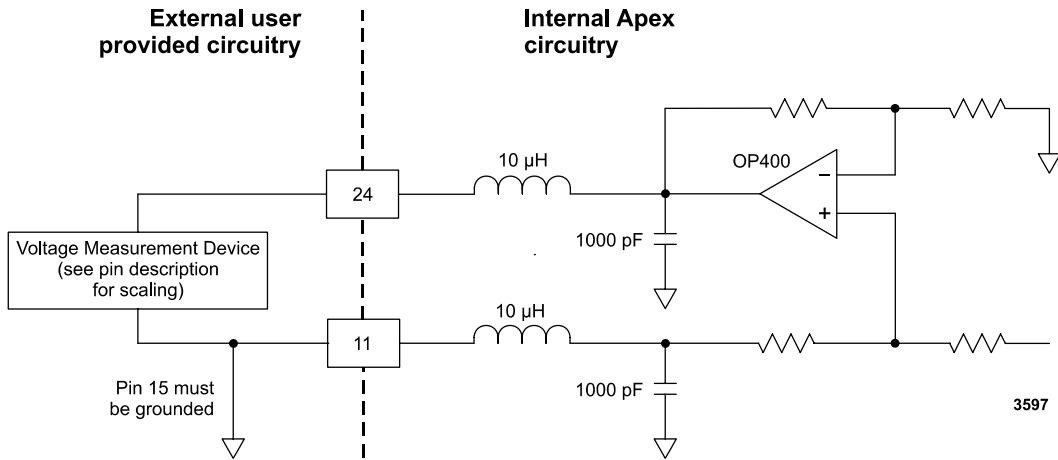 External user
provided circuitry
Internal Apex
circuitry
OP400
10 µH
24
–
+
1000 pF
Voltage Measurement Device
(see pin description
for scaling)
10 µH
11
Pin 15 must
be grounded
1000 pF
3597